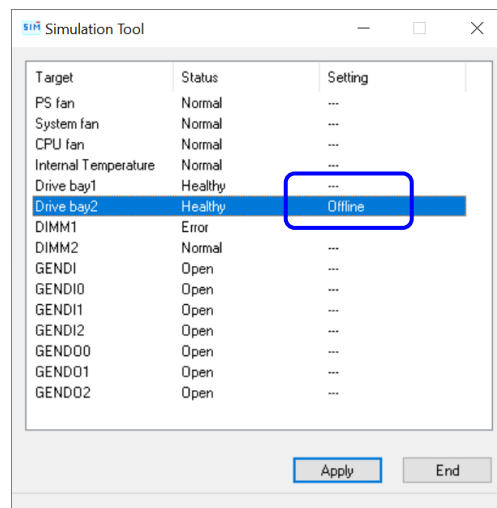 SIM Simulation Tool
Target Status Setting
PS fan Normal ---
System fan Normal ---
CPU fan Normal ---
Internal Temperature Normal ---
Drive bay1 Healthy ---
Drive bay2 Healthy Offline
DIMM1 Error
DIMM2 Normal ---
GENDI Open ---
GENDI0 Open ---
GENDI1 Open ---
GENDI2 Open ---
GENDO0 Open ---
GENDO1 Open ---
GENDO2 Open ---
Apply End